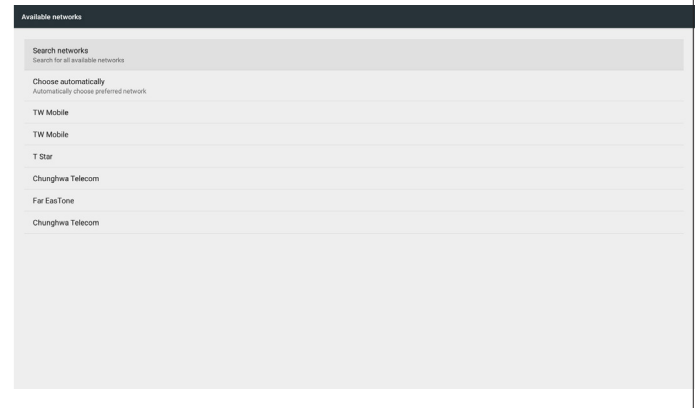 Available networks
Search networks
Search for all available networks
Choose automatically
Automatically choose preferred network
TW Mobile
TW Mobile
T Star
Chunghwa Telecom
Far EasTone
Chunghwa Telecom